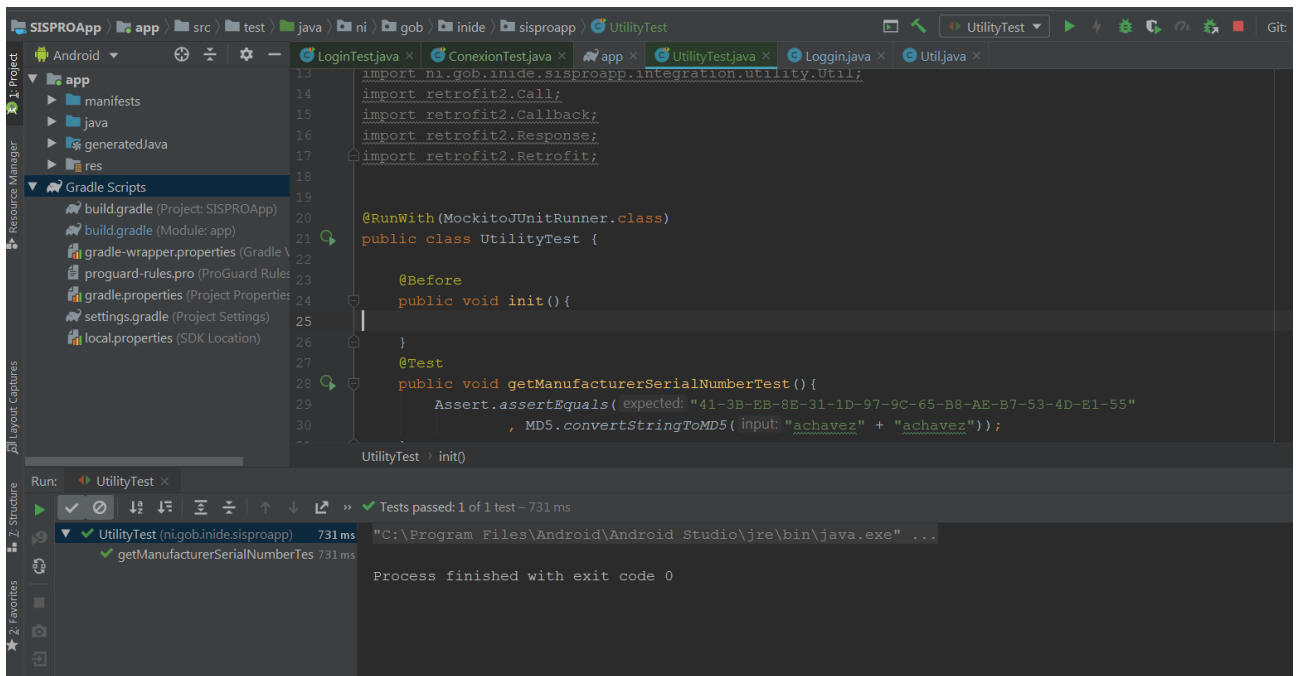 SISPROApp app src test java ni gob inide sisproapp UtilityTest UtilityTest Git:
1: Project
Resource Manager
Layout Captures
7: Structure
2: Favorites
Android
LoginTest.java ConexionTest.java app UtilityTest.java Loggin.java Util.java
app
manifests
java
generatedJava
res
Gradle Scripts
build.gradle (Project: SISPROApp)
build.gradle (Module: app)
gradle-wrapper.properties (Gradle V
proguard-rules.pro (ProGuard Rules
gradle.properties (Project Properties
settings.gradle (Project Settings)
local.properties (SDK Location)
13 import ni.gob.inide.sisproapp.integration.utility.Util;
14 import retrofit2.Call;
15 import retrofit2.Callback;
16 import retrofit2.Response;
17 import retrofit2.Retrofit;
18
19
20 @RunWith(MockitoJUnitRunner.class)
21 public class UtilityTest {
22
23 @Before
24 public void init(){
25
26 }
27 @Test
28 public void getManufacturerSerialNumberTest(){
29 Assert.assertEquals( expected: "41-3B-EB-8E-31-1D-97-9C-65-B8-AE-B7-53-4D-E1-55"
30 , MD5.convertStringToMD5( input: "achavez" + "achavez"));
UtilityTest init()
Run: UtilityTest
Tests passed: 1 of 1 test – 731 ms
UtilityTest (ni.gob.inide.sisproapp) 731 ms
getManufacturerSerialNumberTes 731 ms
"C:\Program Files\Android\Android Studio\jre\bin\java.exe" ...
Process finished with exit code 0